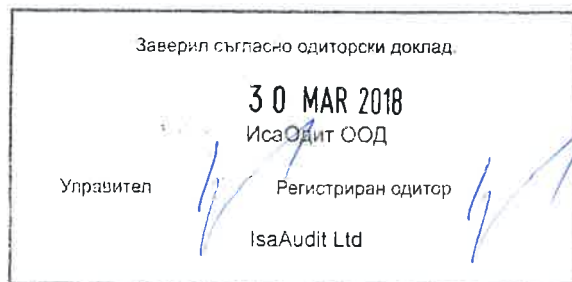 Заверил съгласно одиторски доклад.
30 MAR 2018
ИсаОдит ООД
Управител Регистриран одитор
IsaAudit Ltd